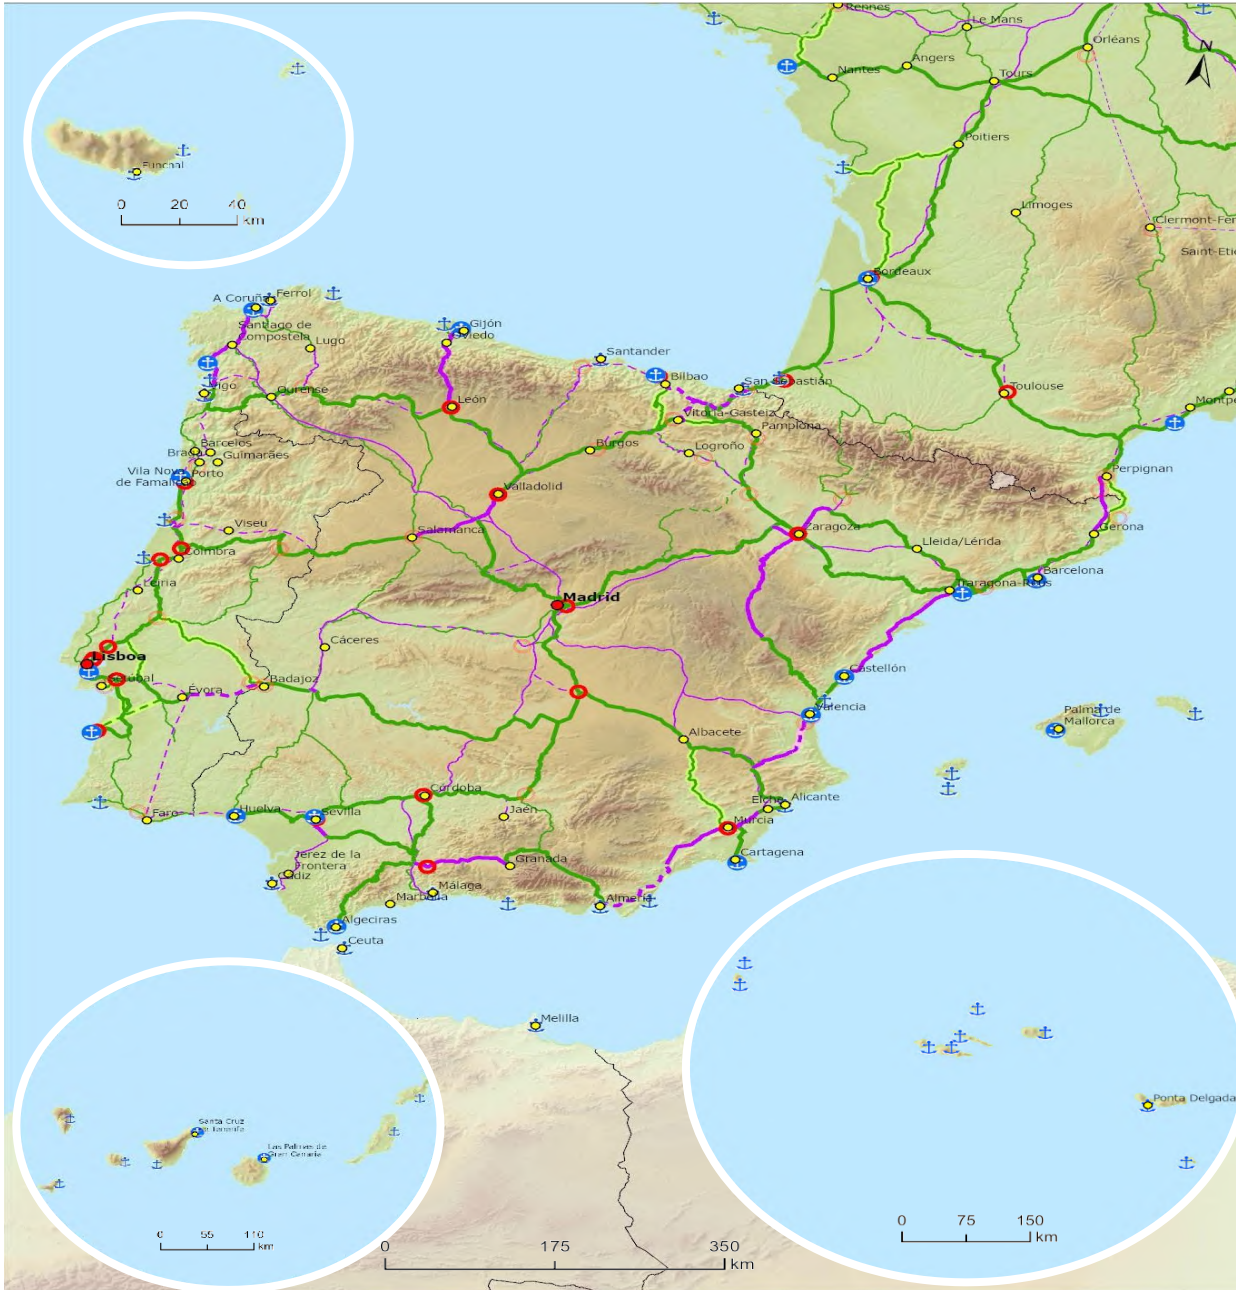 Rennes
Le Mans
Orléans
N
Angers
Nantes
Tours
Poitiers
Funchal
0 20 40
km
Limoges
Clermont-Fer
Saint-Etie
Bordeaux
A Coruña
Ferrol
Gijón
Oviedo
Santiago de
Compostela
Lugo
Santander
Bilbao
San Sebastián
Vigo
Ourense
León
Toulouse
Montpe
Vitoria-Gasteiz
Pamplona
Burgos
Logroño
Barcelos
Braga
Guimarães
Vila Nova
de Famalicão
Porto
Perpignan
Valladolid
Viseu
Salamanca
Zaragoza
Gerona
Coimbra
Lleida/Lérida
Leiria
Madrid
Barcelona
Tarragona-Reus
Lisboa
Cáceres
Setúbal
Évora
Badajoz
Castellón
Valencia
Palma de
Mallorca
Albacete
Córdoba
Elche
Alicante
Faro
Huelva
Sevilla
Jaén
Murcia
Jerez de la
Frontera
Granada
Cartagena
Cádiz
Málaga
Marbella
Almería
Algeciras
Ceuta
Melilla
Santa Cruz
de Tenerife
Las Palmas de
Gran Canaria
Ponta Delgada
0 55 110
km
0 175 350
km
0 75 150
km